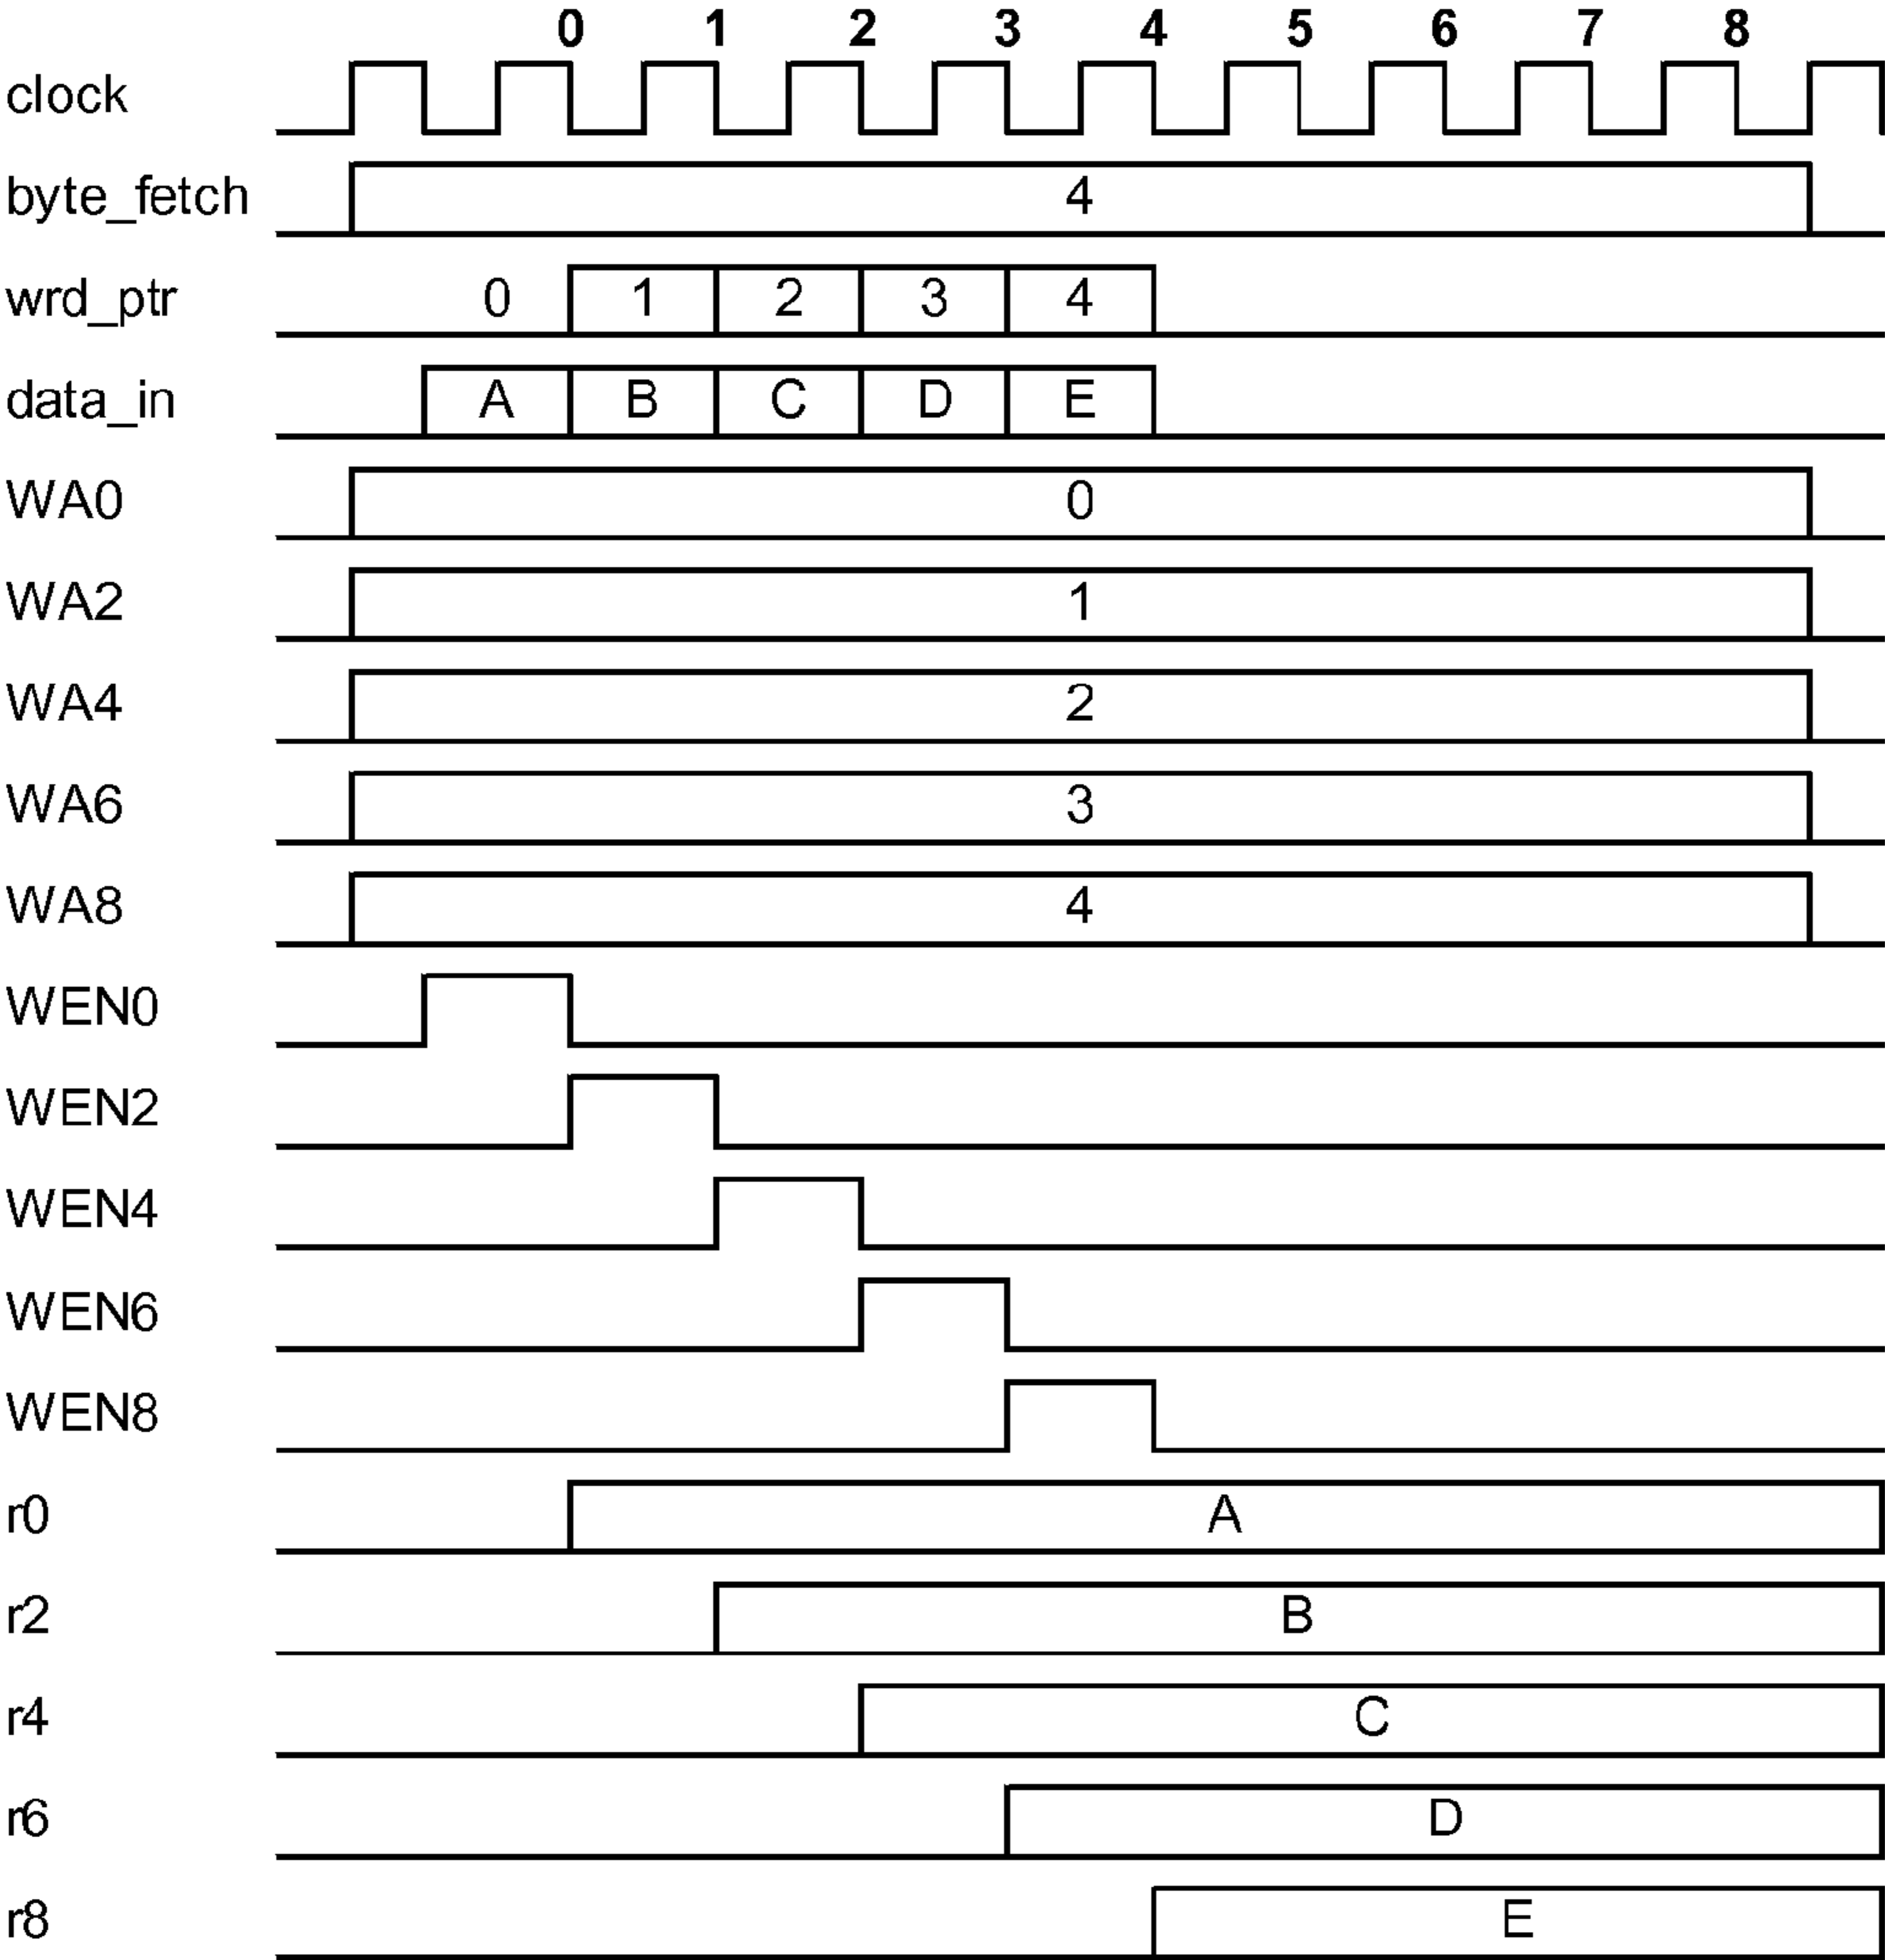 0 1 2 3 4 5 6 7 8
clock
byte_fetch 4
wrd_ptr 0 1 2 3 4
data_in A B C D E
WA0 0
WA2 1
WA4 2
WA6 3
WA8 4
WEN0
WEN2
WEN4
WEN6
WEN8
r0 A
r2 B
r4 C
r6 D
r8 E